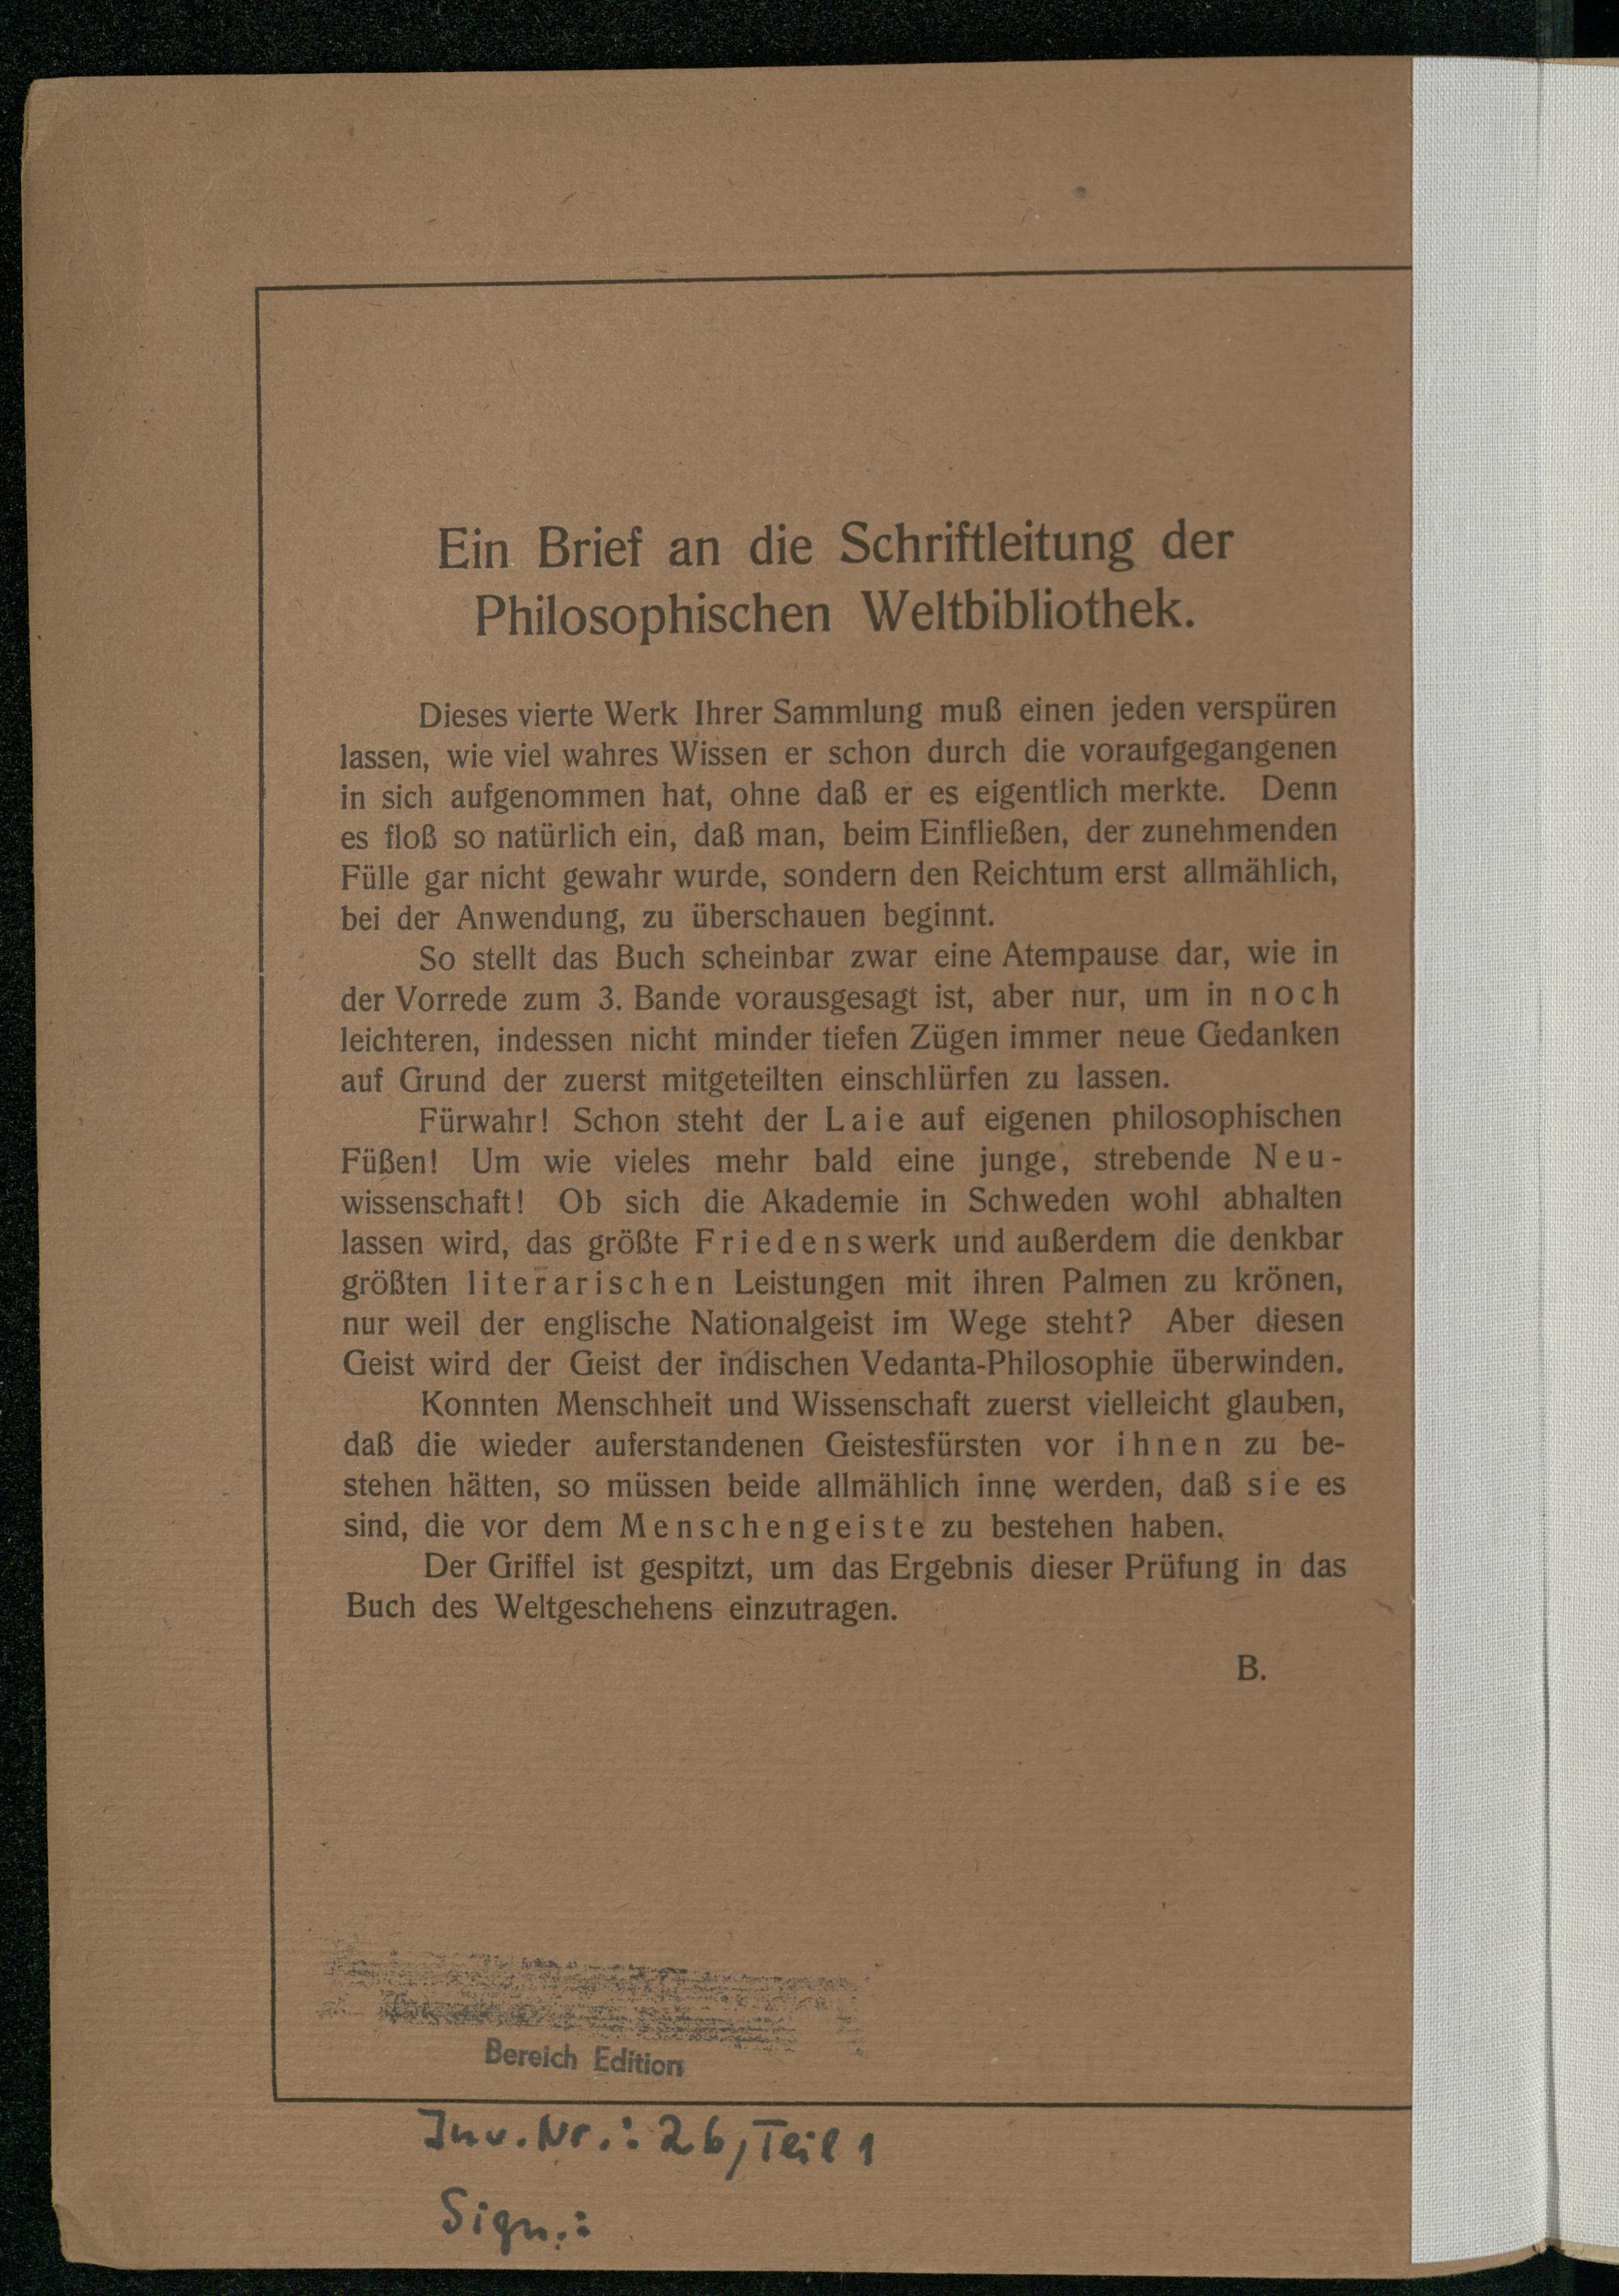 Ein Brief an die Schriftleitung der
Philosophischen Weltbibliothek.
Dieses vierte Werk Ihrer Sammlung muß einen jeden verspüren
lassen, wie viel wahres Wissen er schon durch die voraufgegangenen
in sich aufgenommen hat, ohne daß er es eigentlich merkte. Denn
es floß so natürlich ein, daß man, beim Einfließen, der zunehmenden
Fülle gar nicht gewahr wurde, sondern den Reichtum erst allmählich,
bei der Anwendung, zu überschauen beginnt.
So stellt das Buch scheinbar zwar eine Atempause dar, wie in
der Vorrede zum 3. Bande vorausgesagt ist, aber nur, um in noch
leichteren, indessen nicht minder tiefen Zügen immer neue Gedanken
auf Grund der zuerst mitgeteilten einschlürfen zu lassen.
Fürwahr! Schon steht der Laie auf eigenen philosophischen
Füßen! Um wie vieles mehr bald eine junge, strebende Neu-
wissenschaft! Ob sich die Akademie in Schweden wohl abhalten
lassen wird, das größte Friedenswerk und außerdem die denkbar
größten literarischen Leistungen mit ihren Palmen zu krönen,
nur weil der englische Nationalgeist im Wege steht? Aber diesen
Geist wird der Geist der indischen Vedanta-Philosophie überwinden.
Konnten Menschheit und Wissenschaft zuerst vielleicht glauben,
daß die wieder auferstandenen Geistesfürsten vor ihnen zu be-
stehen hätten, so müssen beide allmählich inne werden, daß sie es
sind, die vor dem Menschengeiste zu bestehen haben.
Der Griffel ist gespitzt, um das Ergebnis dieser Prüfung in das
Buch des Weltgeschehens einzutragen.
B.
Bereich Edition
Inv. Nr.: 26, Teil 1
Sign.: